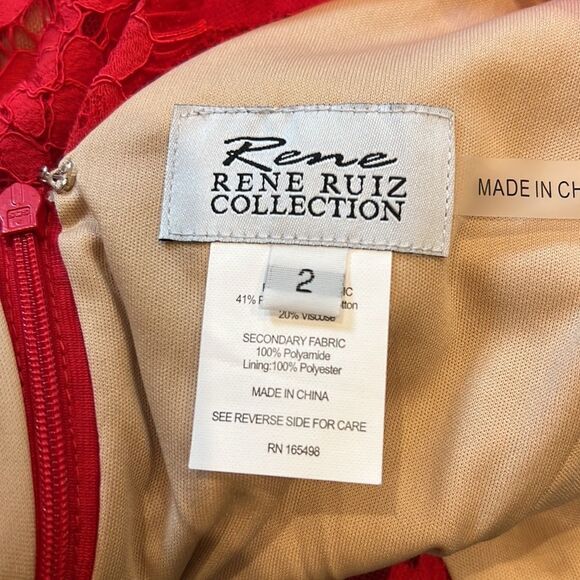 Rene
RENE RUIZ
COLLECTION
MADE IN
2
41%
20% Viscose
SECONDARY FABRIC
100% Polyamide
Lining:100% Polyester
MADE IN CHINA
SEE REVERSE SIDE FOR CARE
RN 165498